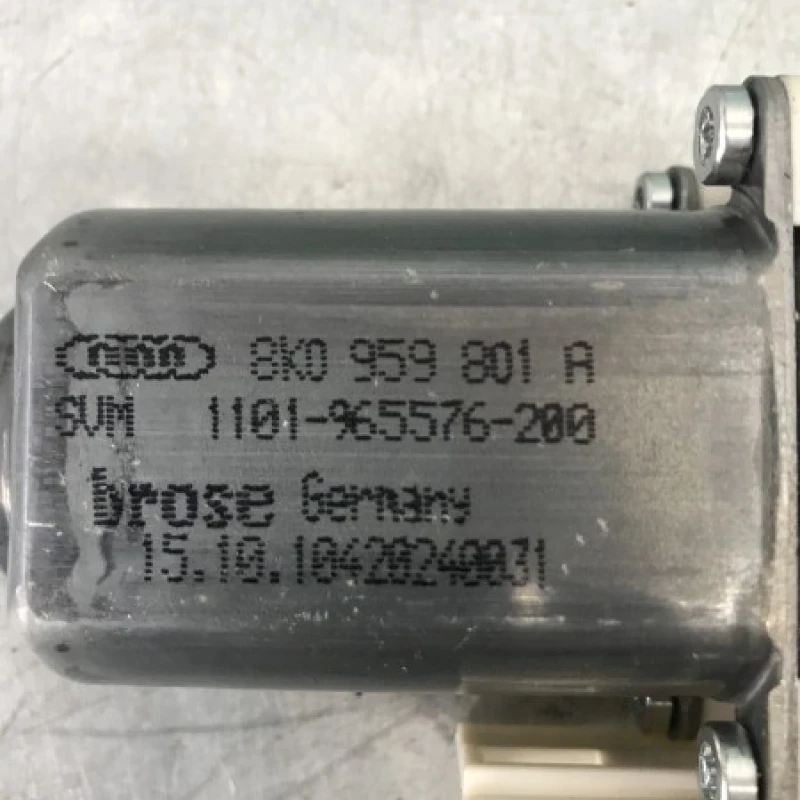 8K0 959 801 A
SVM 1101-965576-200
brose Germany
15.10.10420240031